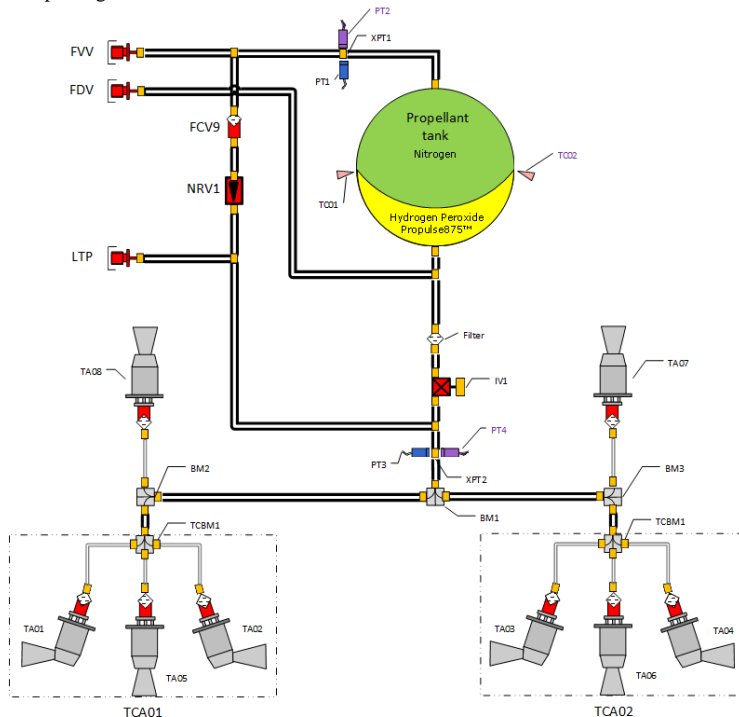 PT2
FVV
XPT1
PT1
FDV
Propellant
tank
Nitrogen
FCV9
TC02
NRV1
TC01
Hydrogen Peroxide
Propulse875™
LTP
Filter
TA08
TA07
IV1
PT4
PT3
XPT2
BM2
BM3
BM1
TCBM1
TCBM1
TA01
TA02
TA03
TA04
TA05
TA06
TCA01
TCA02